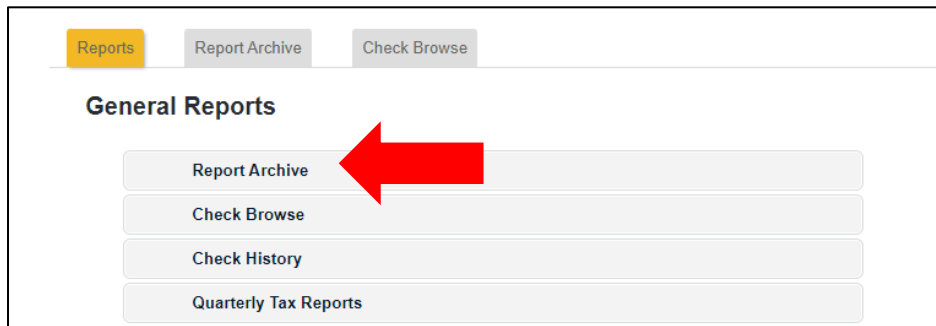 Reports Report Archive Check Browse
General Reports
Report Archive
Check Browse
Check History
Quarterly Tax Reports